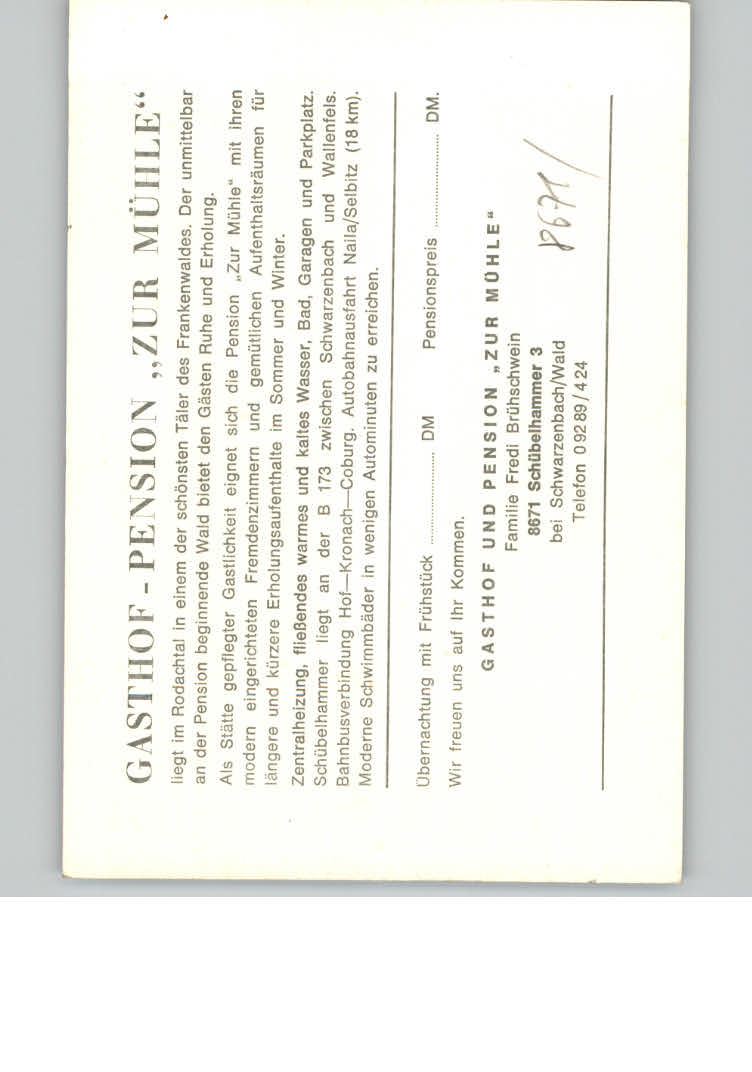 GASTHOF - PENSION „ZUR MÜHLE“
liegt im Rodachtal in einem der schönsten Täler des Frankenwaldes. Der unmittelbar
an der Pension beginnende Wald bietet den Gästen Ruhe und Erholung.
Als Stätte gepflegter Gastlichkeit eignet sich die Pension „Zur Mühle“ mit ihren
modern eingerichteten Fremdenzimmern und gemütlichen Aufenthaltsräumen für
längere und kürzere Erholungsaufenthalte im Sommer und Winter.
Zentralheizung, fließendes warmes und kaltes Wasser, Bad, Garagen und Parkplatz.
Schübelhammer liegt an der B 173 zwischen Schwarzenbach und Wallenfels.
Bahnbusverbindung Hof—Kronach—Coburg. Autobahnausfahrt Naila/Selbitz (18 km).
Moderne Schwimmbäder in wenigen Autominuten zu erreichen.
Übernachtung mit Frühstück .................... DM Pensionspreis .................... DM.
Wir freuen uns auf Ihr Kommen.
GASTHOF UND PENSION „ZUR MÜHLE“
Familie Fredi Brühschwein
8671 Schübelhammer 3
bei Schwarzenbach/Wald
Telefon 0 92 89 / 4 24
8671/